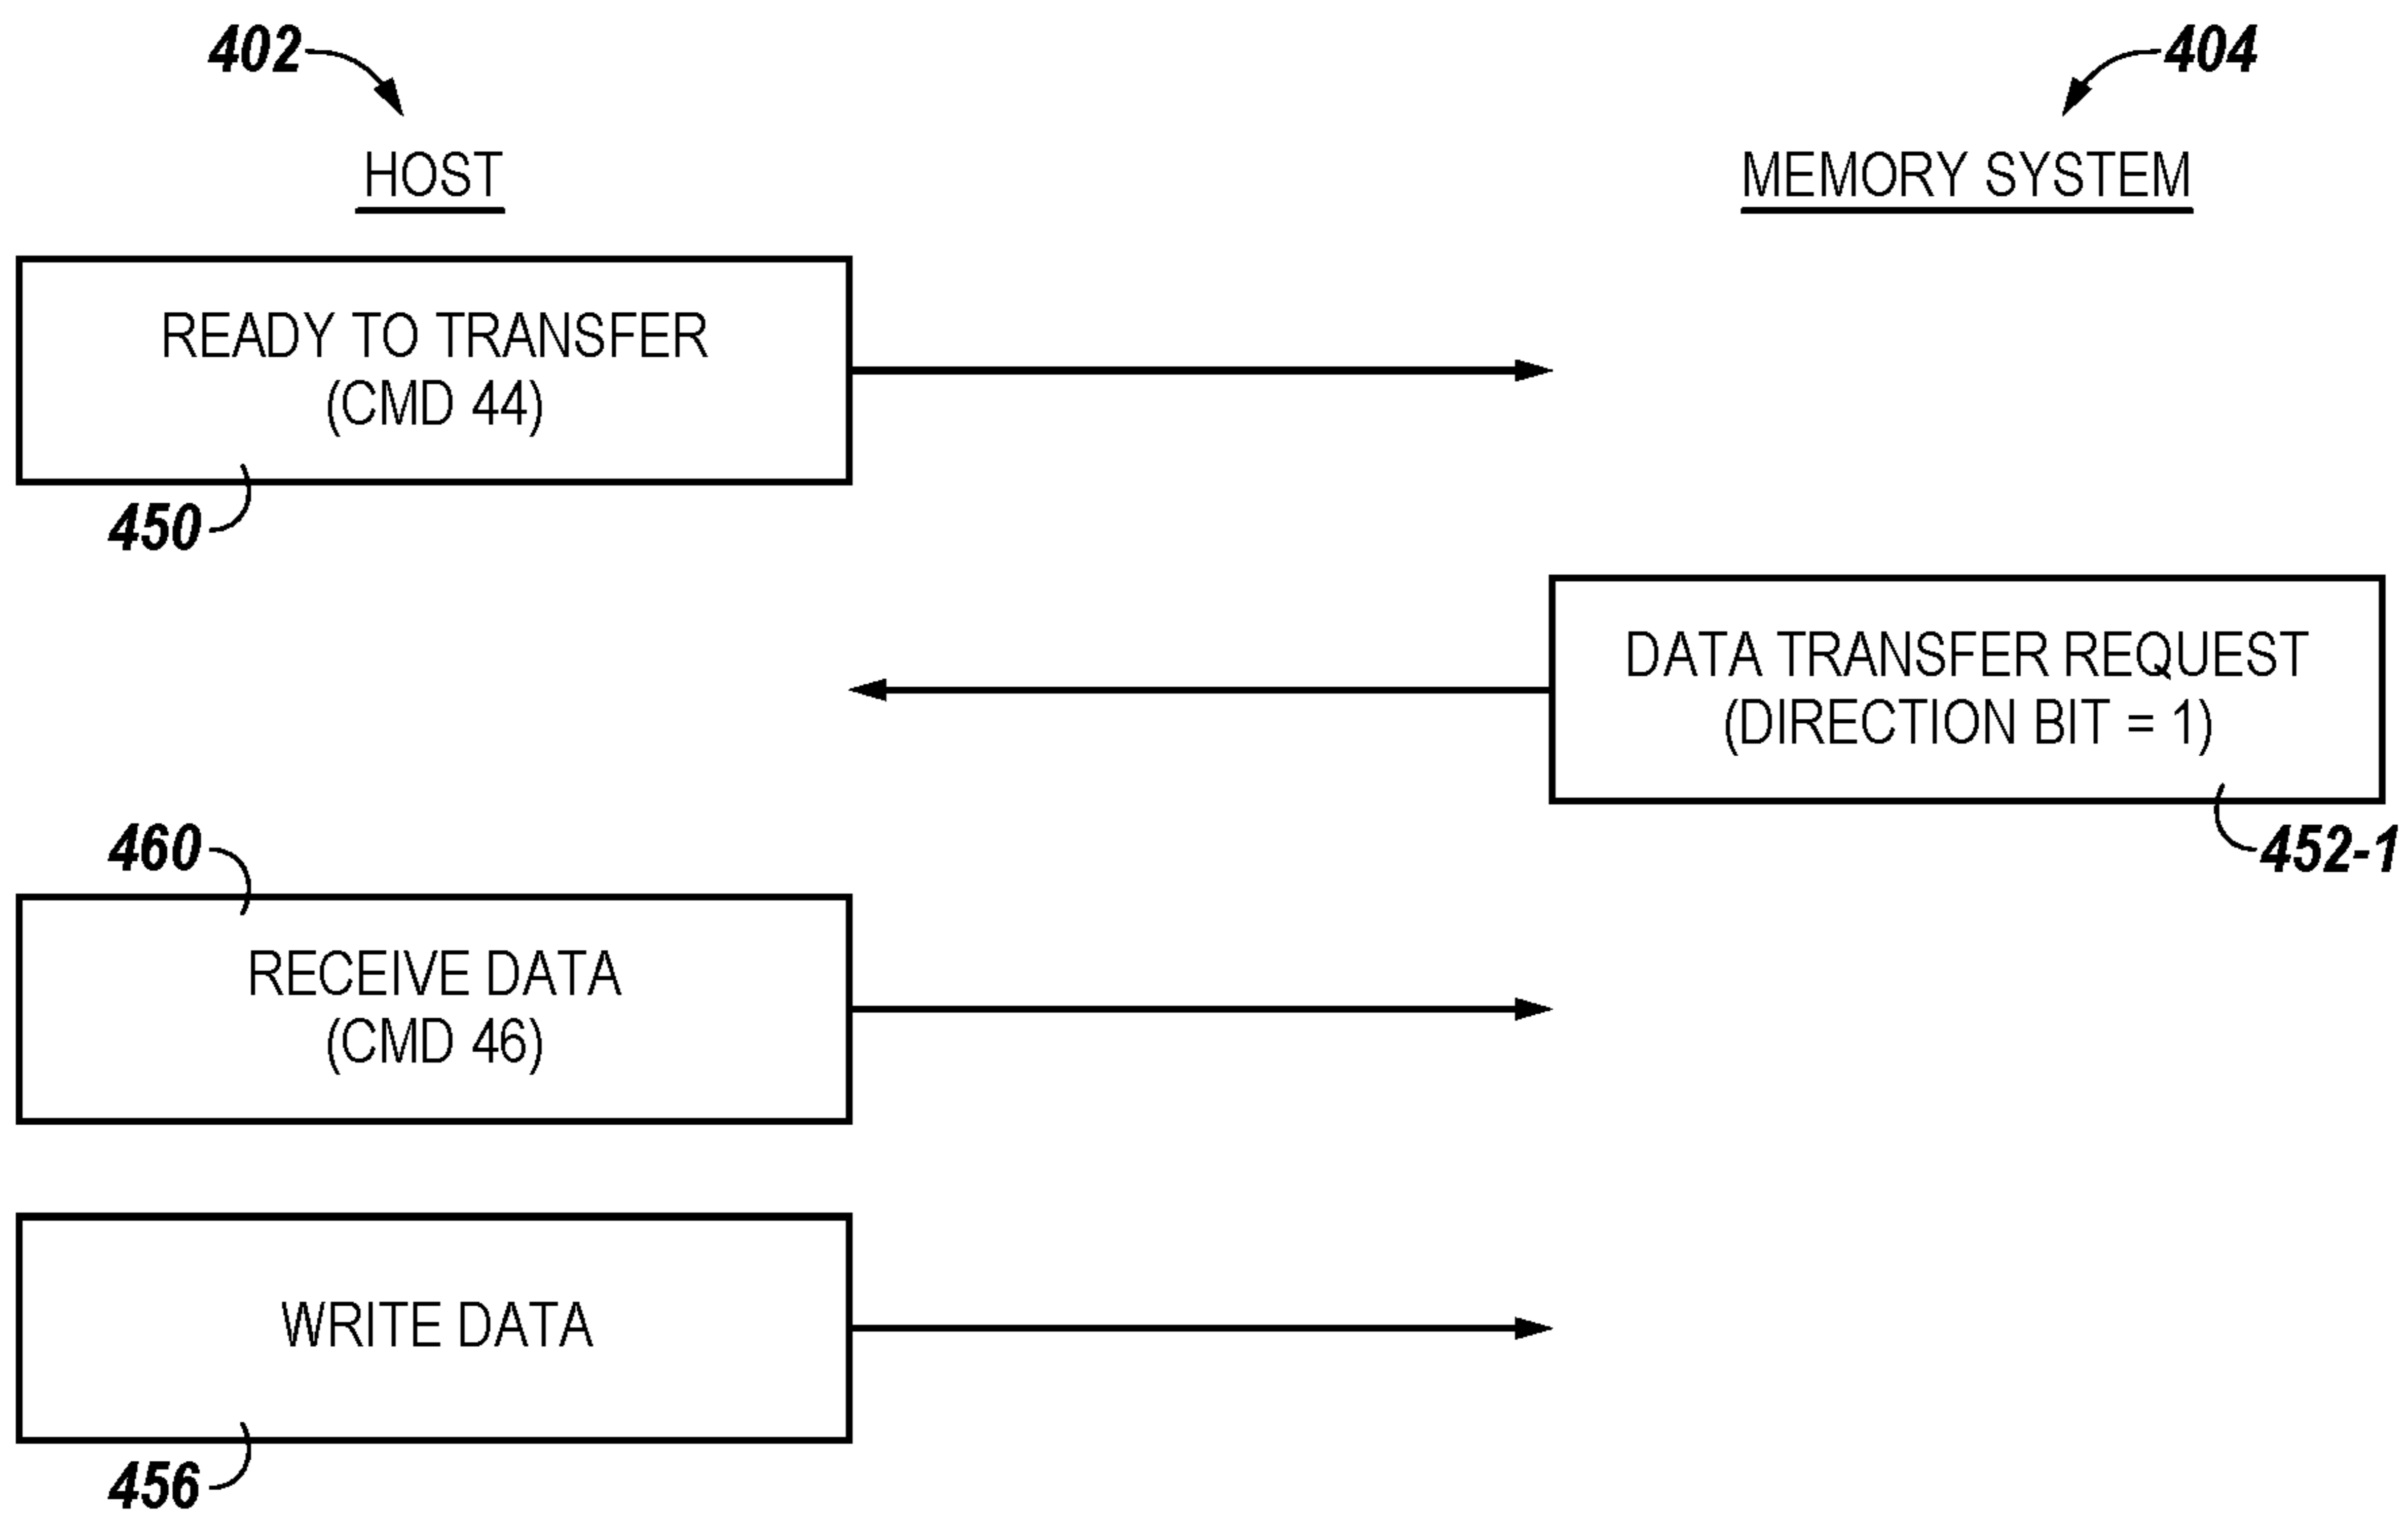 402
404
HOST
MEMORY SYSTEM
READY TO TRANSFER
(CMD 44)
450
DATA TRANSFER REQUEST
(DIRECTION BIT = 1)
452-1
460
RECEIVE DATA
(CMD 46)
WRITE DATA
456